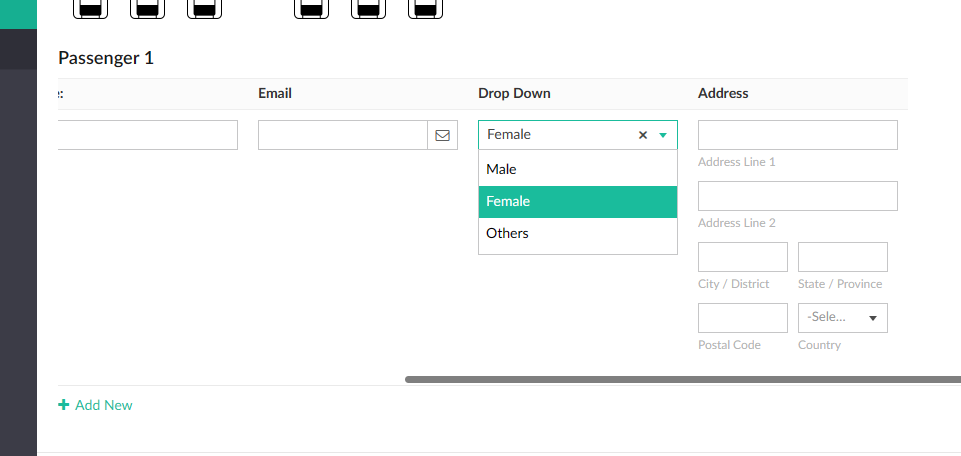 Passenger 1
e: Email Drop Down Address
Female
Male
Female
Others
Address Line 1
Address Line 2
City / District State / Province
-Sele...
Postal Code Country
Add New